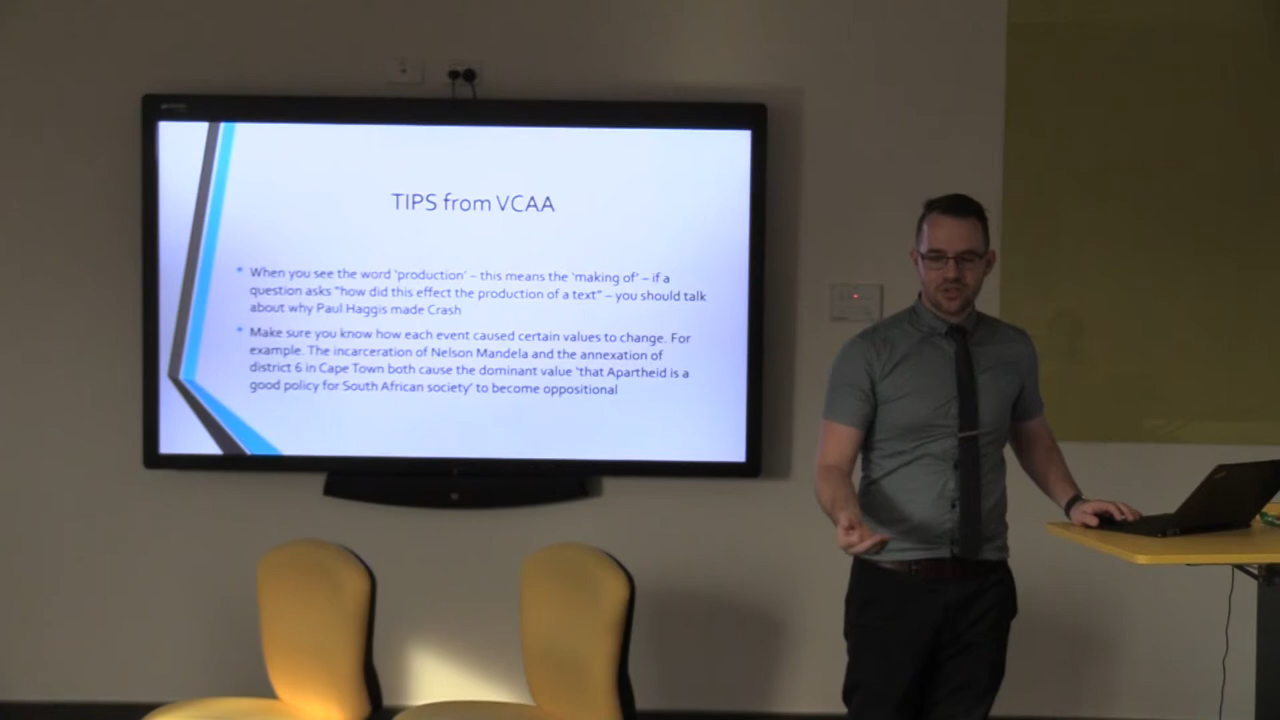 TIPS from VCAA
When you see the word 'production' – this means the 'making of' – if a
question asks "how did this effect the production of a text" – you should talk
about why Paul Haggis made Crash
Make sure you know how each event caused certain values to change. For
example. The incarceration of Nelson Mandela and the annexation of
district 6 in Cape Town both cause the dominant value 'that Apartheid is a
good policy for South African society' to become oppositional